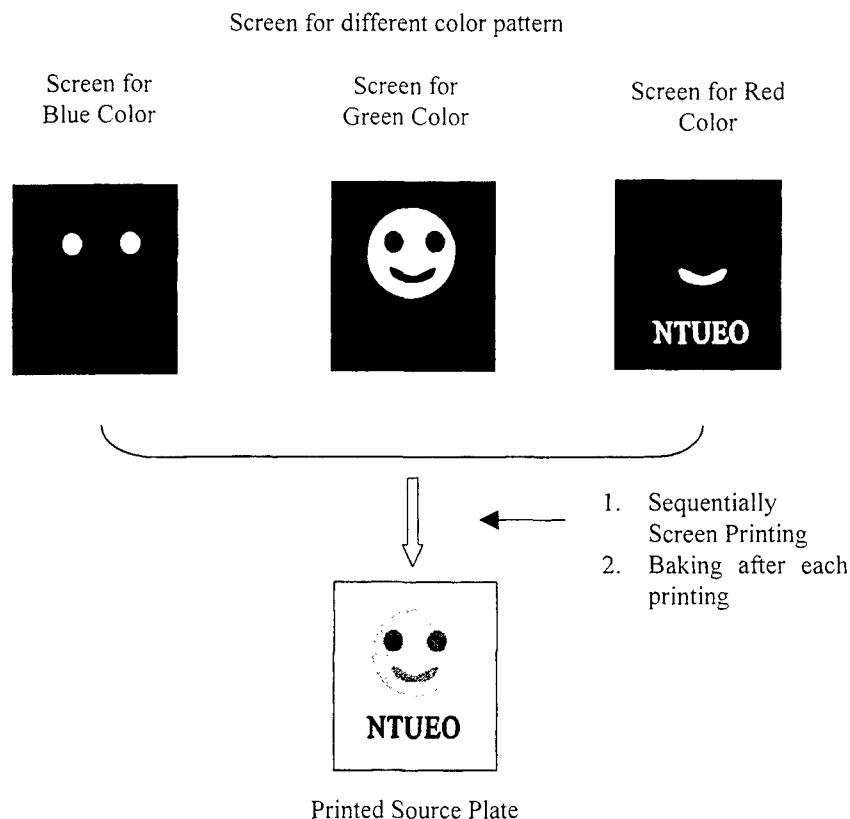 Screen for different color pattern
Screen for
Blue Color
Screen for
Green Color
Screen for Red
Color
NTUEO
1. Sequentially
Screen Printing
2. Baking after each
printing
NTUEO
Printed Source Plate